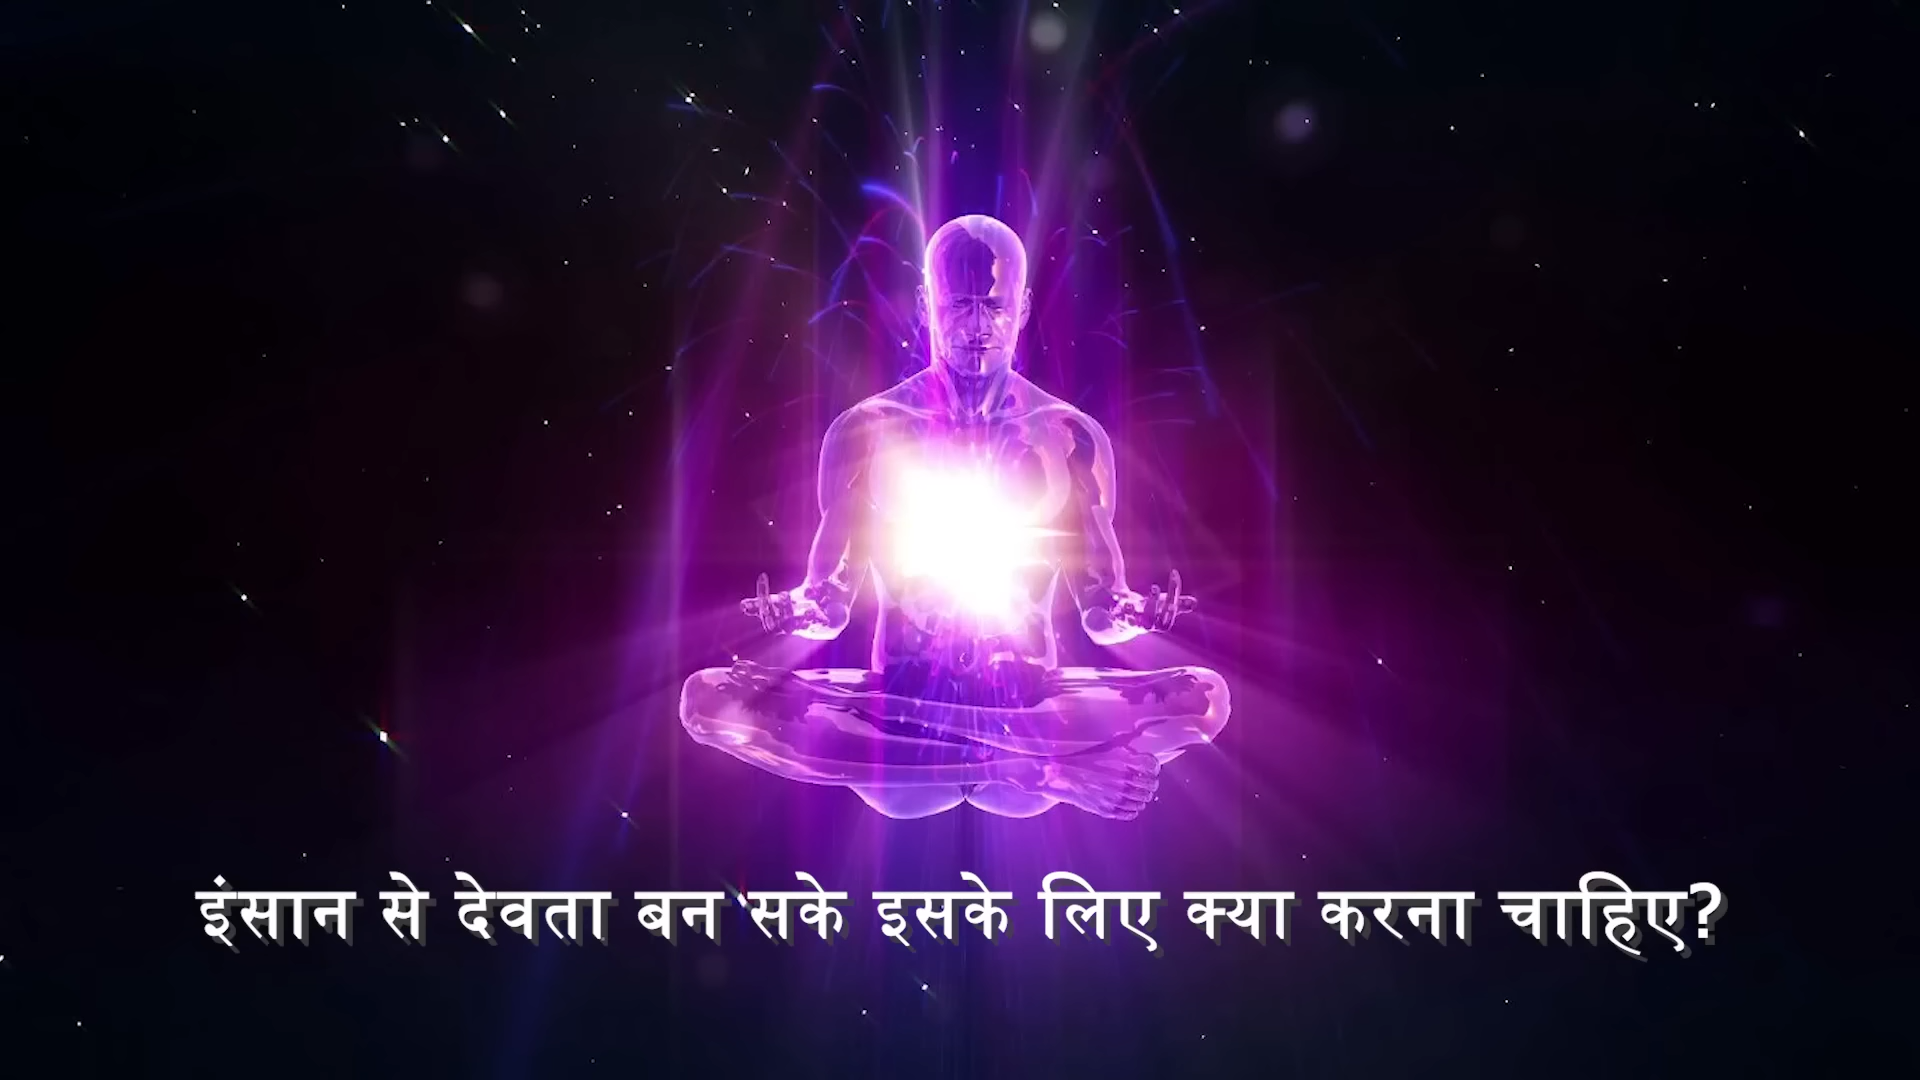 इंसान से देवता बन सके इसके लिए क्या करना चाहिए?